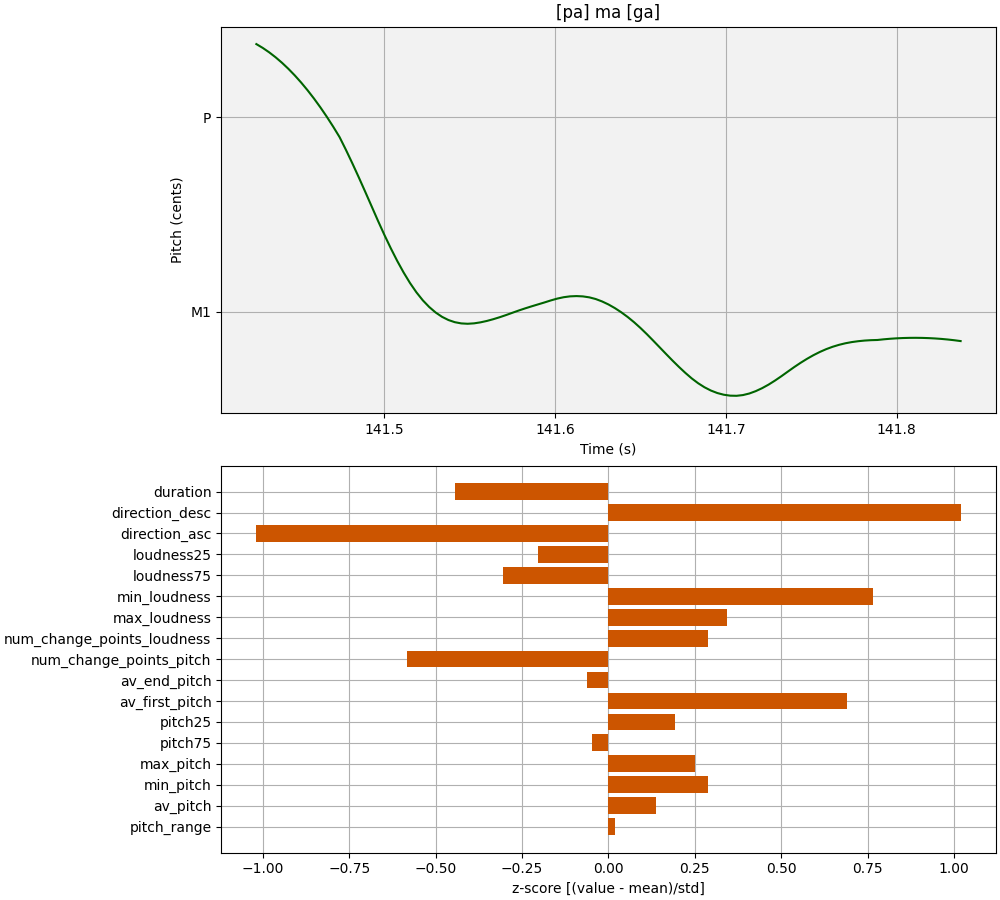 [pa] ma [ga]
Pitch (cents)
P
M1
141.5 141.6 141.7 141.8
Time (s)
duration
direction_desc
direction_asc
loudness25
loudness75
min_loudness
max_loudness
num_change_points_loudness
num_change_points_pitch
av_end_pitch
av_first_pitch
pitch25
pitch75
max_pitch
min_pitch
av_pitch
pitch_range
−1.00 −0.75 −0.50 −0.25 0.00 0.25 0.50 0.75 1.00
z-score [(value - mean)/std]